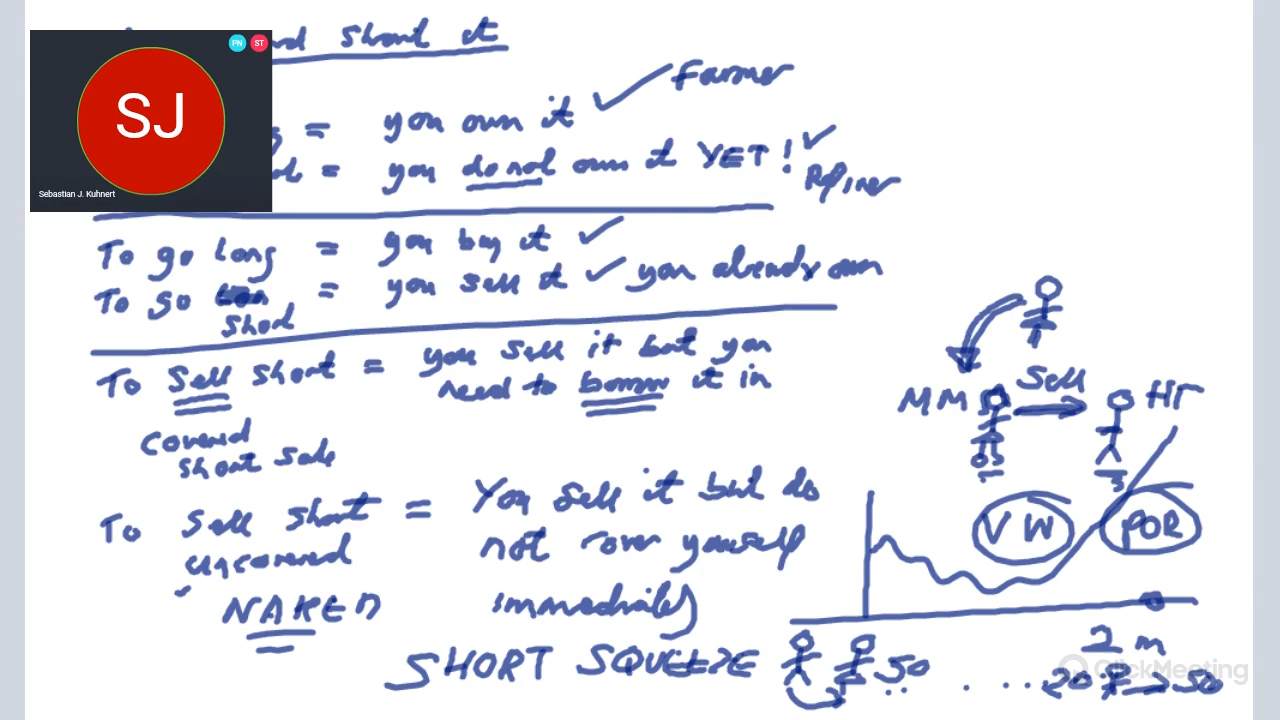 short it
PN ST
SJ
Sebastian J. Kuhnert
= you own it ✓ Farmer
= you do not own it YET! ✓
Refiner
To go long = you buy it ✓
To go short = you sell it ✓ you already own
To sell short = you sell it but you
need to borrow it in
covered
short sale
MM Sell
To sell short = You sell it but do
uncovered not cover yourself
NAKED immediately
VW POR
SHORT SQUEEZE 50 2 m
20 50
ClickMeeting